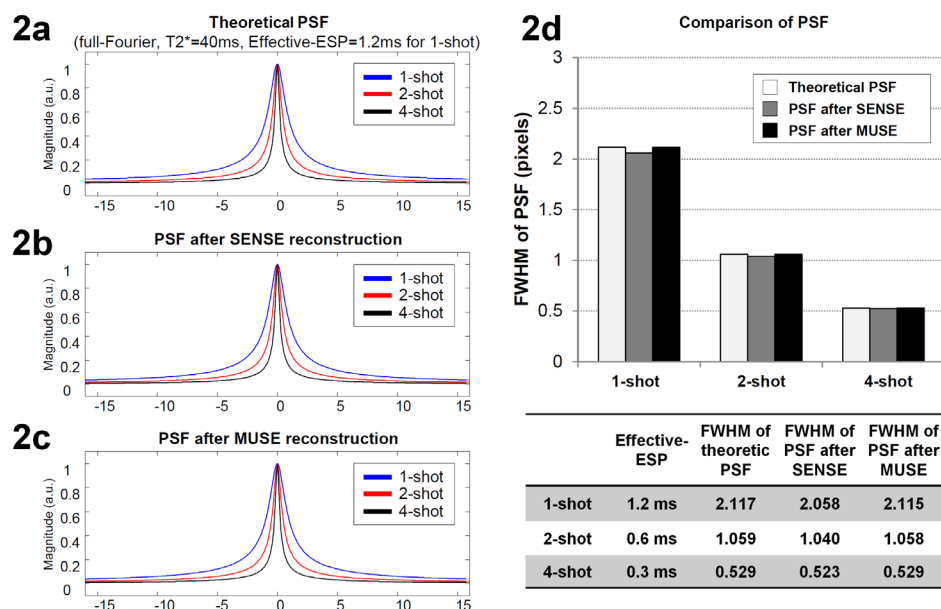 2a
Theoretical PSF
(full-Fourier, T2*=40ms, Effective-ESP=1.2ms for 1-shot)
Magnitude (a.u.)
1
0.8
0.6
0.4
0.2
0
1-shot
2-shot
4-shot
-15 -10 -5 0 5 10 15
2b
PSF after SENSE reconstruction
Magnitude (a.u.)
1
0.8
0.6
0.4
0.2
0
1-shot
2-shot
4-shot
-15 -10 -5 0 5 10 15
2c
PSF after MUSE reconstruction
Magnitude (a.u.)
1
0.8
0.6
0.4
0.2
0
1-shot
2-shot
4-shot
-15 -10 -5 0 5 10 15
2d
Comparison of PSF
FWHM of PSF (pixels)
3
2.5
2
1.5
1
0.5
0
Theoretical PSF
PSF after SENSE
PSF after MUSE
1-shot 2-shot 4-shot
Effective-ESP FWHM of theoretic PSF FWHM of PSF after SENSE FWHM of PSF after MUSE
1-shot 1.2 ms 2.117 2.058 2.115
2-shot 0.6 ms 1.059 1.040 1.058
4-shot 0.3 ms 0.529 0.523 0.529